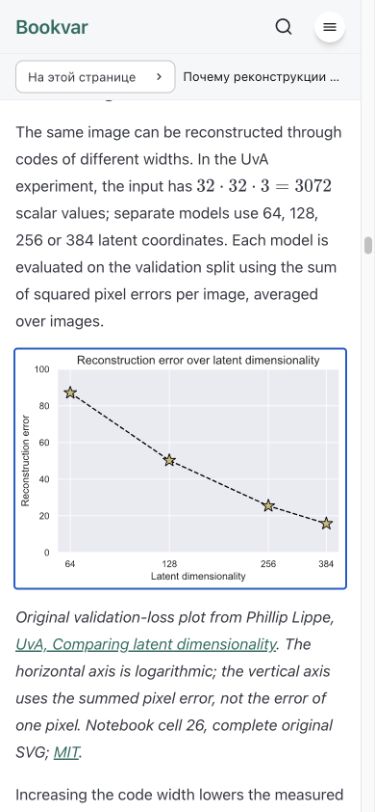 Bookvar
На этой странице
Почему реконструкции ...
The same image can be reconstructed through
codes of different widths. In the UvA
experiment, the input has 32 · 32 · 3 = 3072
scalar values; separate models use 64, 128,
256 or 384 latent coordinates. Each model is
evaluated on the validation split using the sum
of squared pixel errors per image, averaged
over images.
Reconstruction error over latent dimensionality
Reconstruction error
100
80
60
40
20
0
64 128 256 384
Latent dimensionality
Original validation-loss plot from Phillip Lippe,
UvA, Comparing latent dimensionality. The
horizontal axis is logarithmic; the vertical axis
uses the summed pixel error, not the error of
one pixel. Notebook cell 26, complete original
SVG; MIT.
Increasing the code width lowers the measured